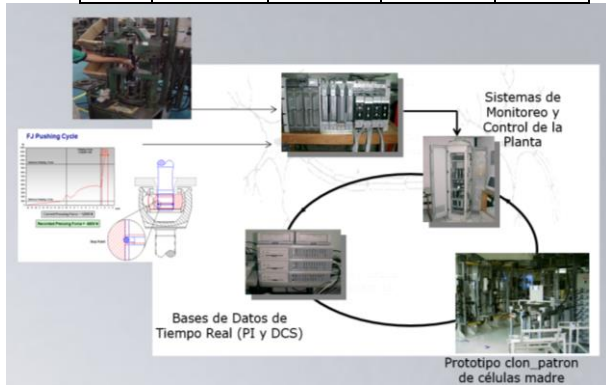 FJ Pushing Cycle
Sistemas de
Monitoreo y
Control de la
Planta
Bases de Datos de
Tiempo Real (PI y DCS)
Prototipo clon_patron
de células madre